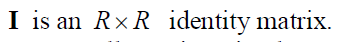 I is an R×R identity matrix.